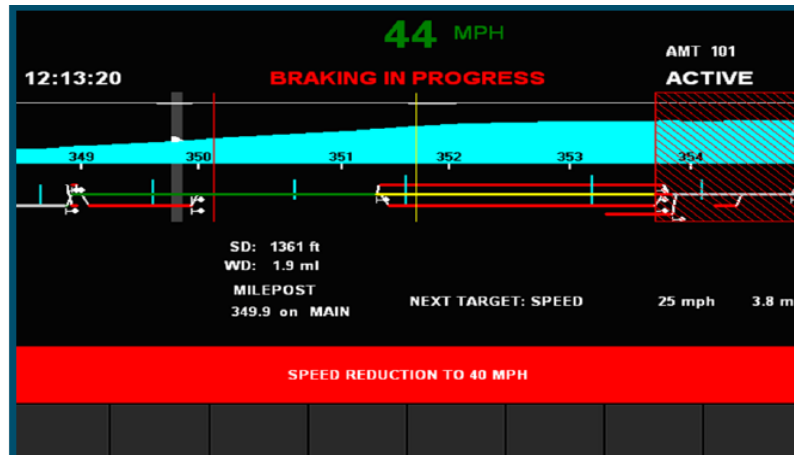 44 MPH
AMT 101
12:13:20 BRAKING IN PROGRESS ACTIVE
349 350 351 352 353 354
SD: 1361 ft
WD: 1.9 ml
MILEPOST
349.9 on MAIN
NEXT TARGET: SPEED 25 mph 3.8 m
SPEED REDUCTION TO 40 MPH